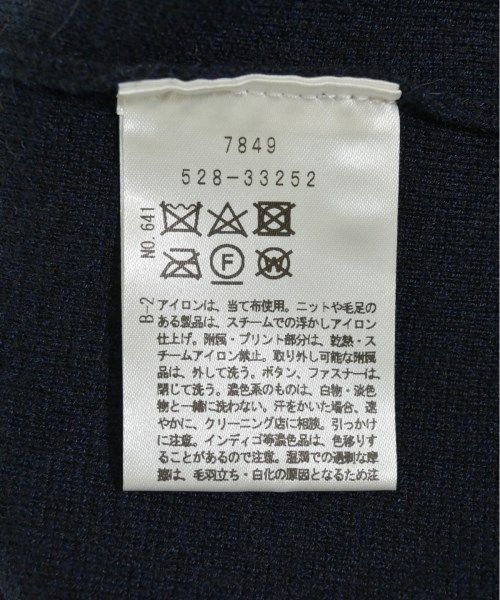 7849
528-33252
NO.641
F
W
B-2
アイロンは、当て布使用。ニットや毛足の
ある製品は、スチームでの浮かしアイロン
仕上げ。附属・プリント部分は、乾熱・ス
チームアイロン禁止。取り外し可能な附属
品は、外して洗う。ボタン、ファスナーは、
閉じて洗う。濃色系のものは、白物・淡色
物と一緒に洗わない。汗をかいた場合、速
やかに、クリーニング店に相談。引っかけ
に注意。インディゴ等濃色品は、色移りす
ることがあるので注意。湿潤での過剰な摩
擦は、毛羽立ち・白化の原因となるため注